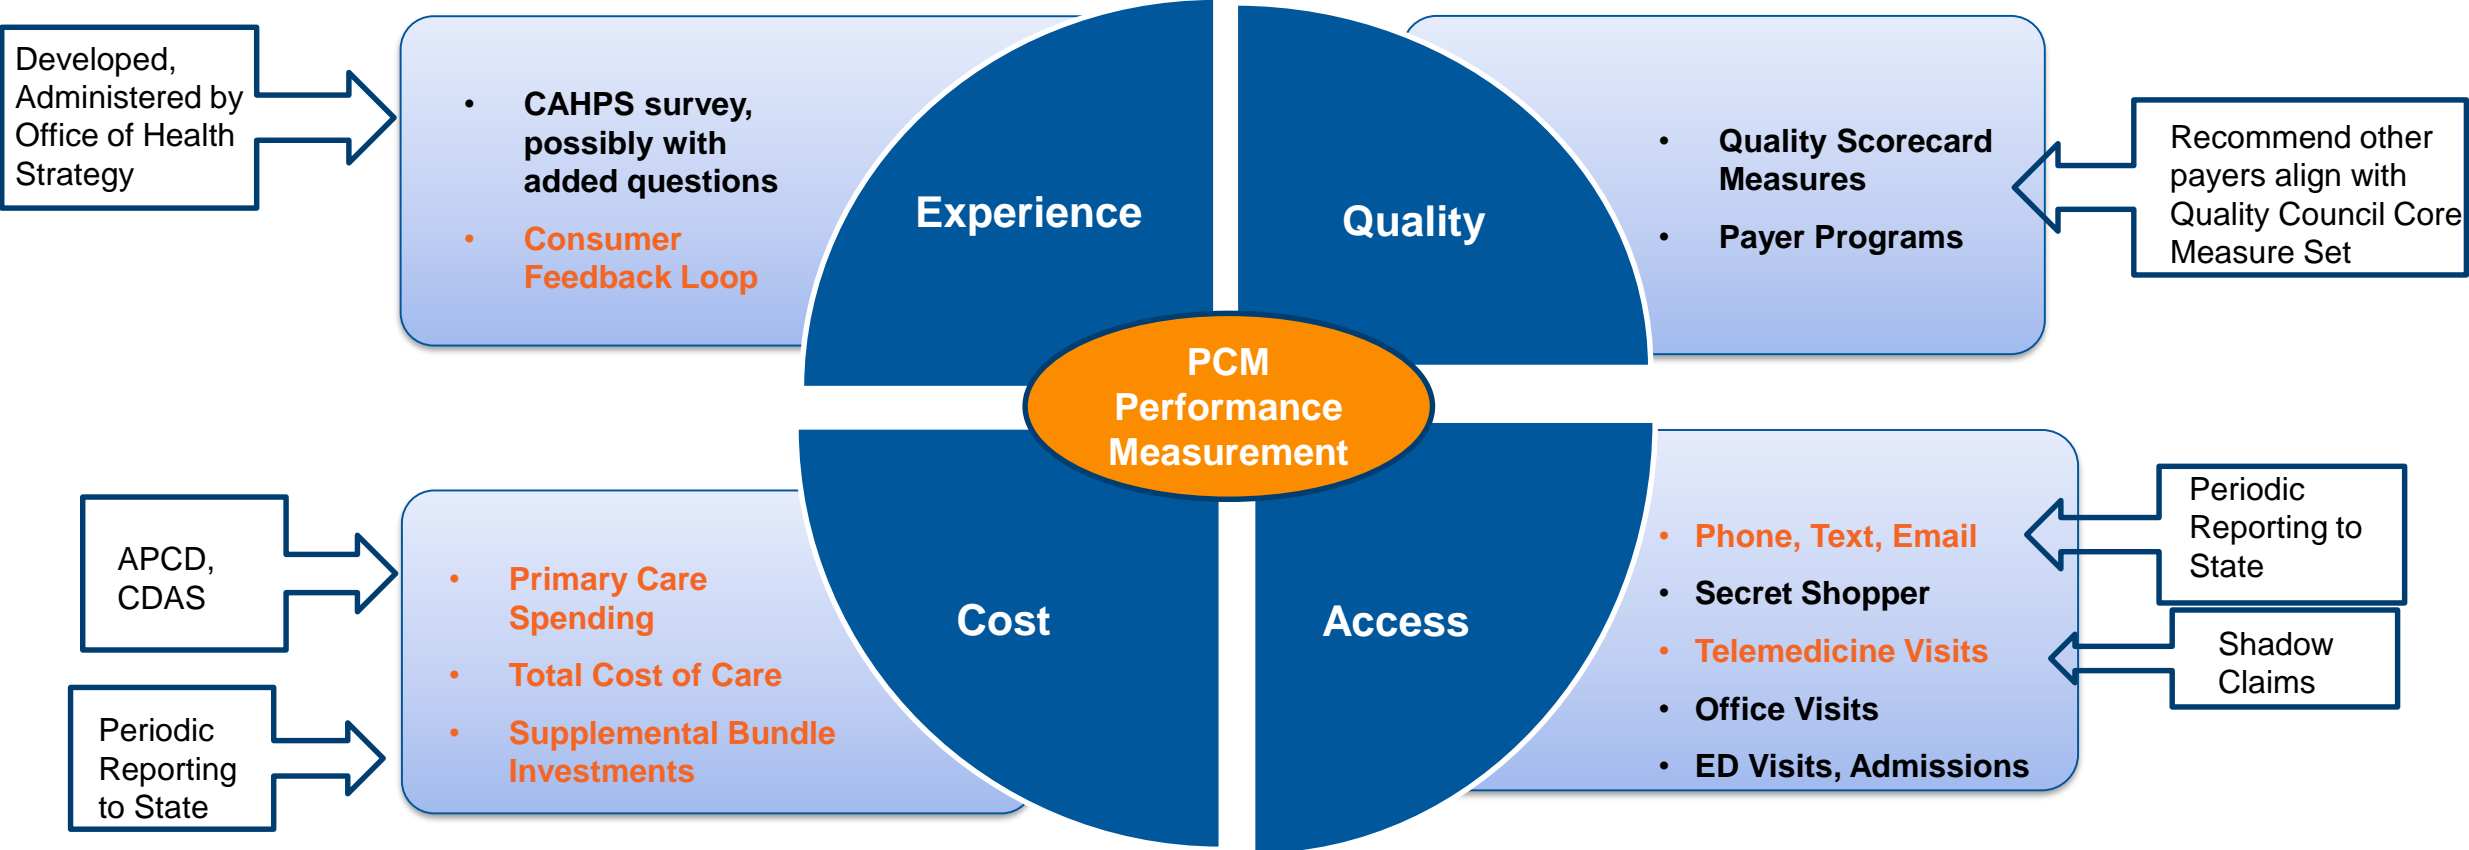 Developed,
Administered by
Office of Health
Strategy
• CAHPS survey,
possibly with
added questions
• Consumer
Feedback Loop
Experience
Quality
• Quality Scorecard
Measures
• Payer Programs
Recommend other
payers align with
Quality Council Core
Measure Set
PCM
Performance
Measurement
APCD,
CDAS
Periodic
Reporting
to State
• Primary Care
Spending
• Total Cost of Care
• Supplemental Bundle
Investments
Cost
Access
• Phone, Text, Email
• Secret Shopper
• Telemedicine Visits
• Office Visits
• ED Visits, Admissions
Periodic
Reporting to
State
Shadow
Claims